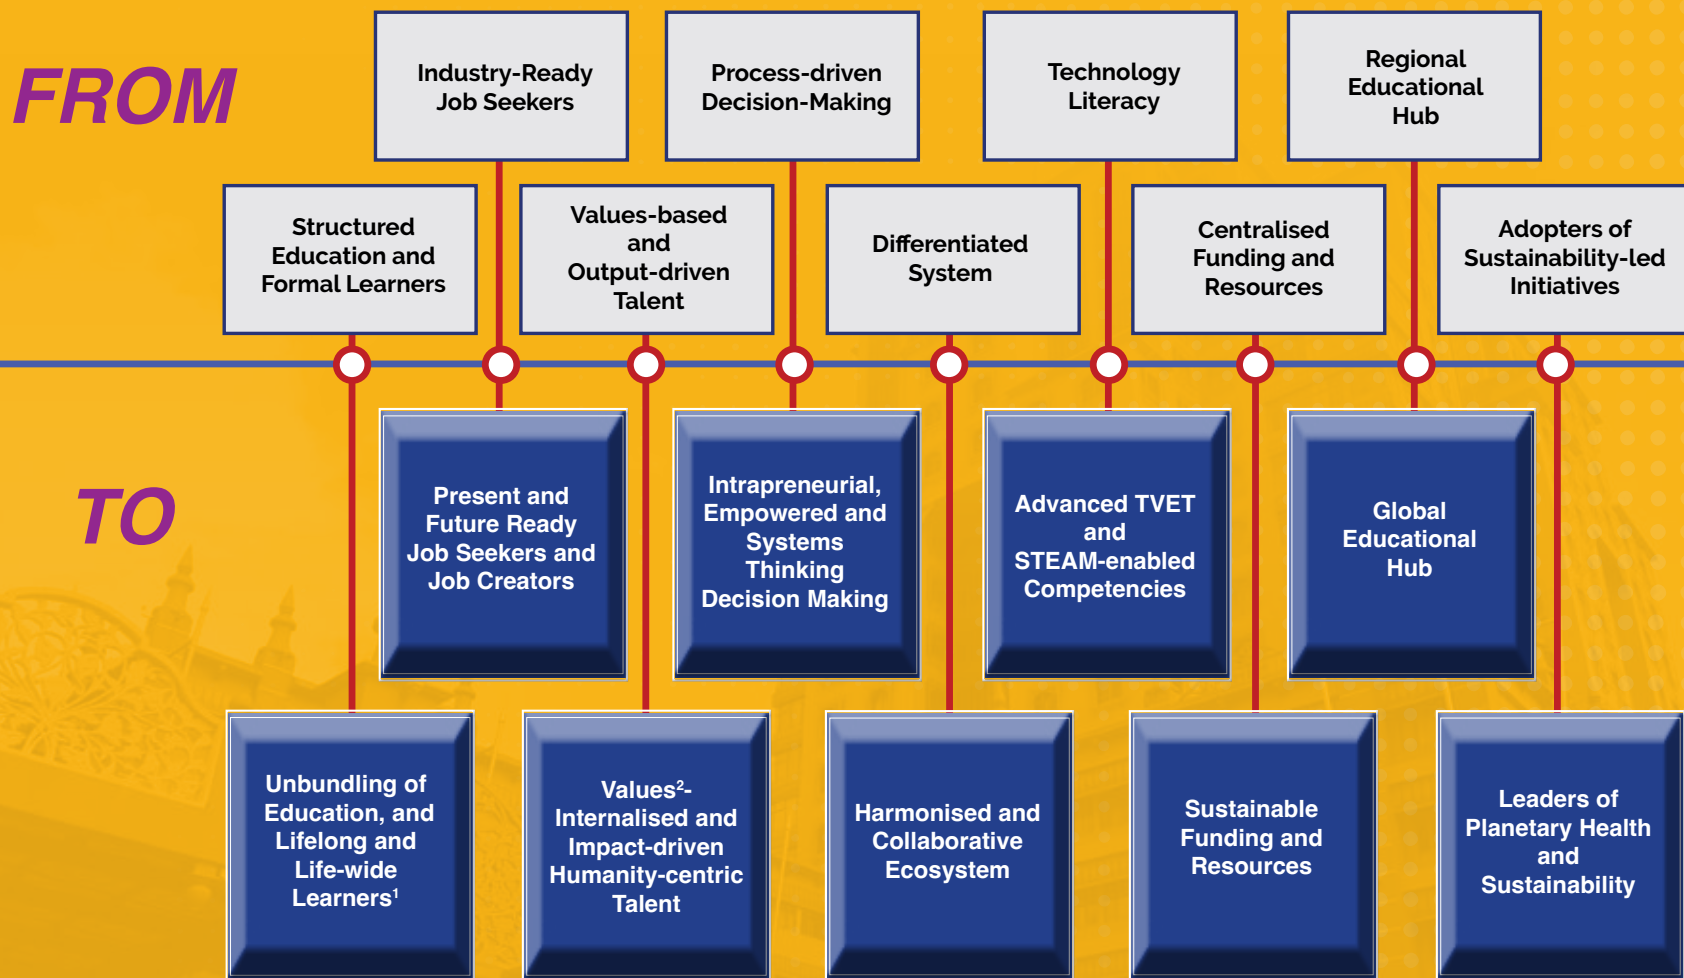 FROM
Industry-Ready
Job Seekers
Process-driven
Decision-Making
Technology
Literacy
Regional
Educational
Hub
Structured
Education and
Formal Learners
Values-based
and
Output-driven
Talent
Differentiated
System
Centralised
Funding and
Resources
Adopters of
Sustainability-led
Initiatives
TO
Present and
Future Ready
Job Seekers and
Job Creators
Intrapreneurial,
Empowered and
Systems
Thinking
Decision Making
Advanced TVET
and
STEAM-enabled
Competencies
Global
Educational
Hub
Unbundling of
Education, and
Lifelong and
Life-wide
Learners¹
Values²-
Internalised and
Impact-driven
Humanity-centric
Talent
Harmonised and
Collaborative
Ecosystem
Sustainable
Funding and
Resources
Leaders of
Planetary Health
and
Sustainability